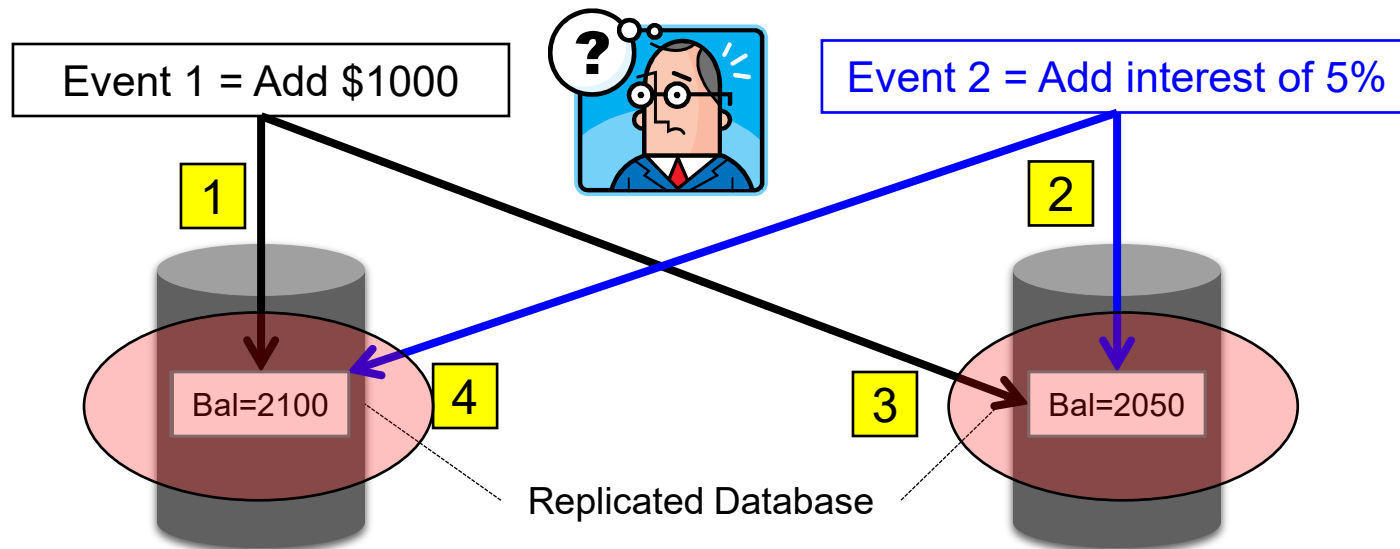 Event 1 = Add $1000
?
Event 2 = Add interest of 5%
1
2
Bal=2100
4
3
Bal=2050
Replicated Database